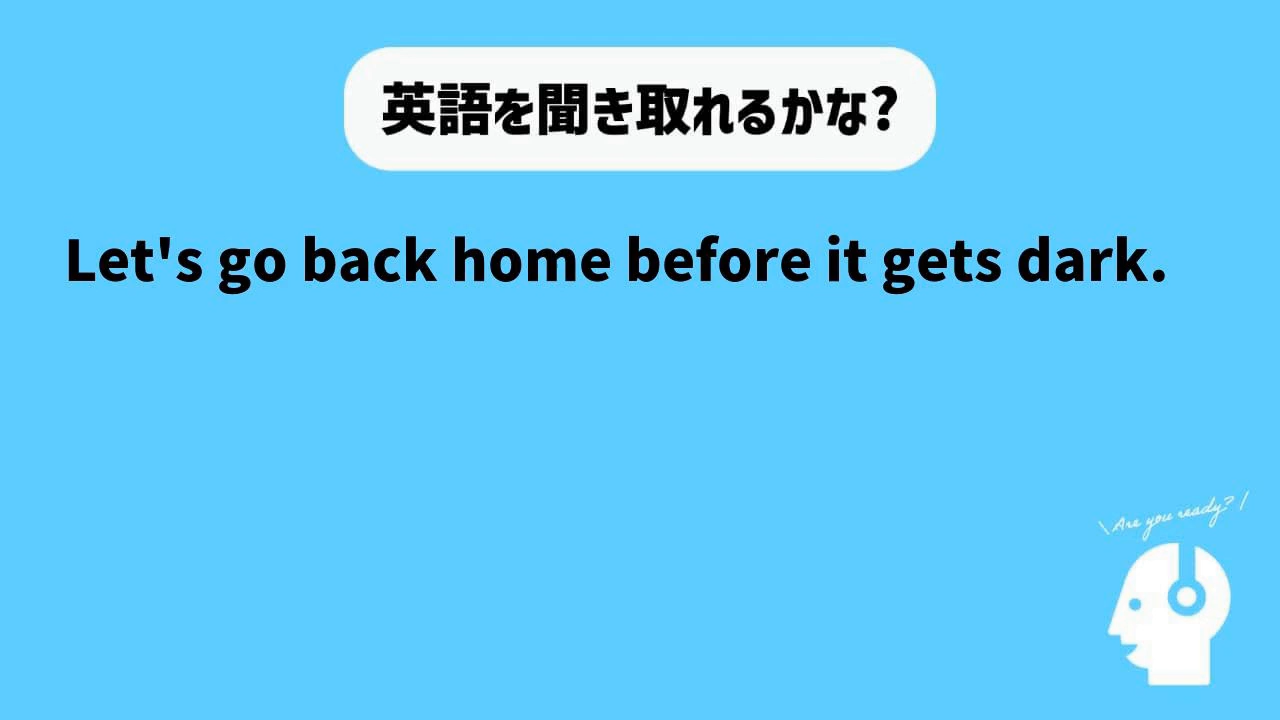 英語を聞き取れるかな?
Let's go back home before it gets dark.
\ Are you ready? /